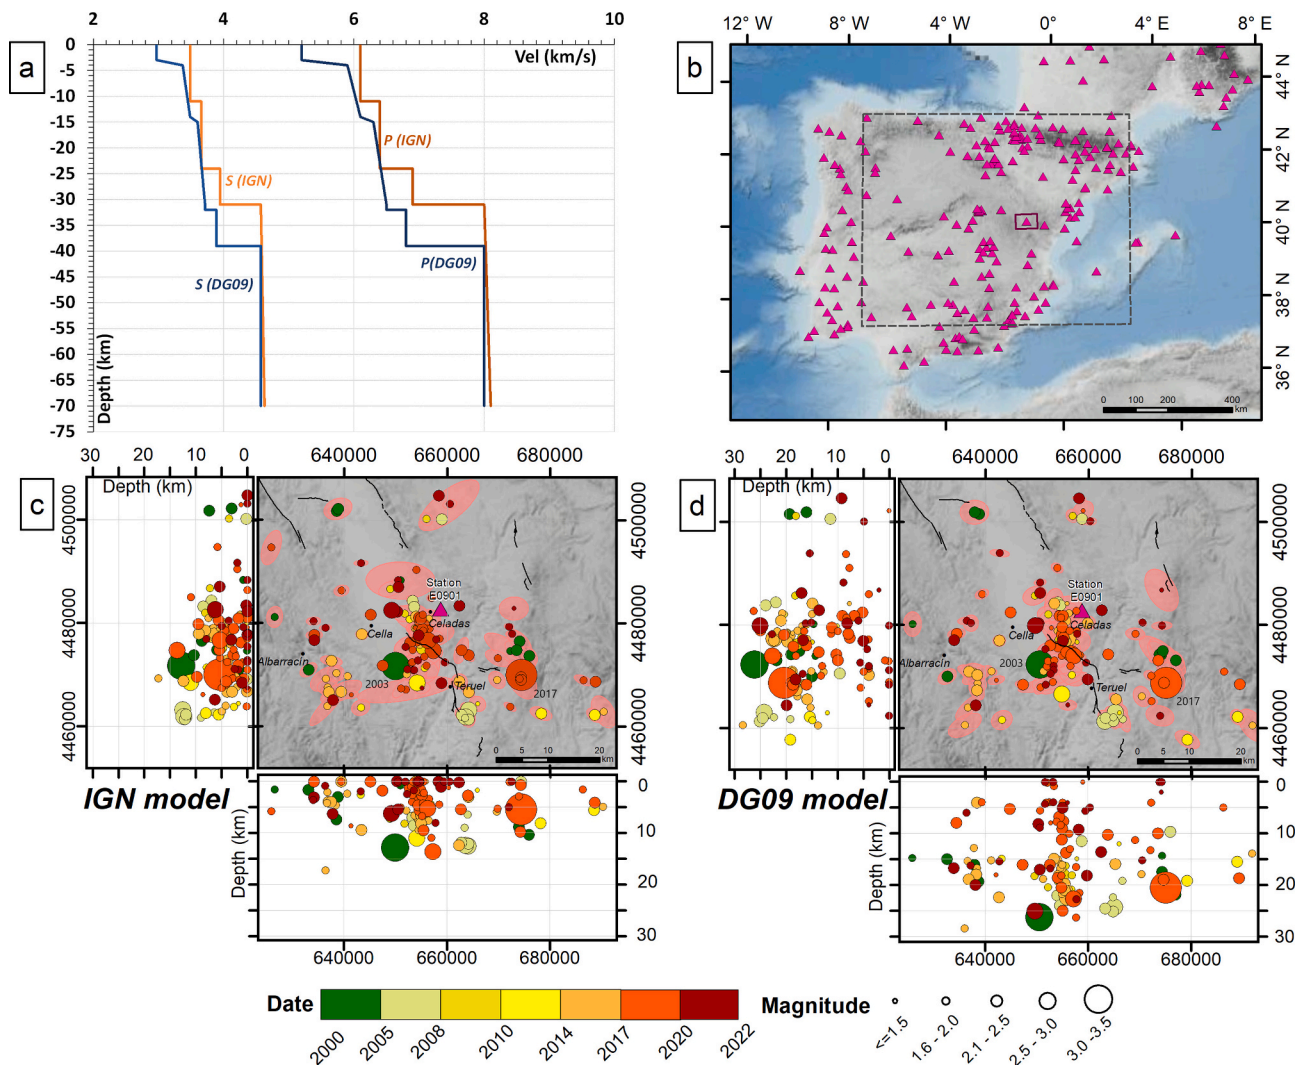 a
2 4 6 8 10
Vel (km/s)
0
-5
-10
-15
-20
-25
-30
-35
-40
-45
-50
-55
-60
-65
-70
-75
Depth (km)
P (IGN)
S (IGN)
P(DG09)
S (DG09)
b
12° W 8° W 4° W 0° 4° E 8° E
44° N
42° N
40° N
38° N
36° N
0 100 200 400
km
c
30 20 10 0
Depth (km)
640000 660000 680000
4500000
4480000
4460000
Station
E0901
Celadas
Cella
Albarracín
2003
Teruel
2017
0 5 10 20
km
IGN model
0
10
20
30
Depth (km)
640000 660000 680000
d
30 20 10 0
Depth (km)
640000 660000 680000
4500000
4480000
4460000
Station
E0901
Celadas
Cella
Albarracín
2003
Teruel
2017
0 5 10 20
km
DG09 model
0
10
20
30
Depth (km)
640000 660000 680000
Date
2000 2005 2008 2010 2014 2017 2020 2022
Magnitude
<=1.5 1.6 - 2.0 2.1 - 2.5 2.5 - 3.0 3.0 -3.5